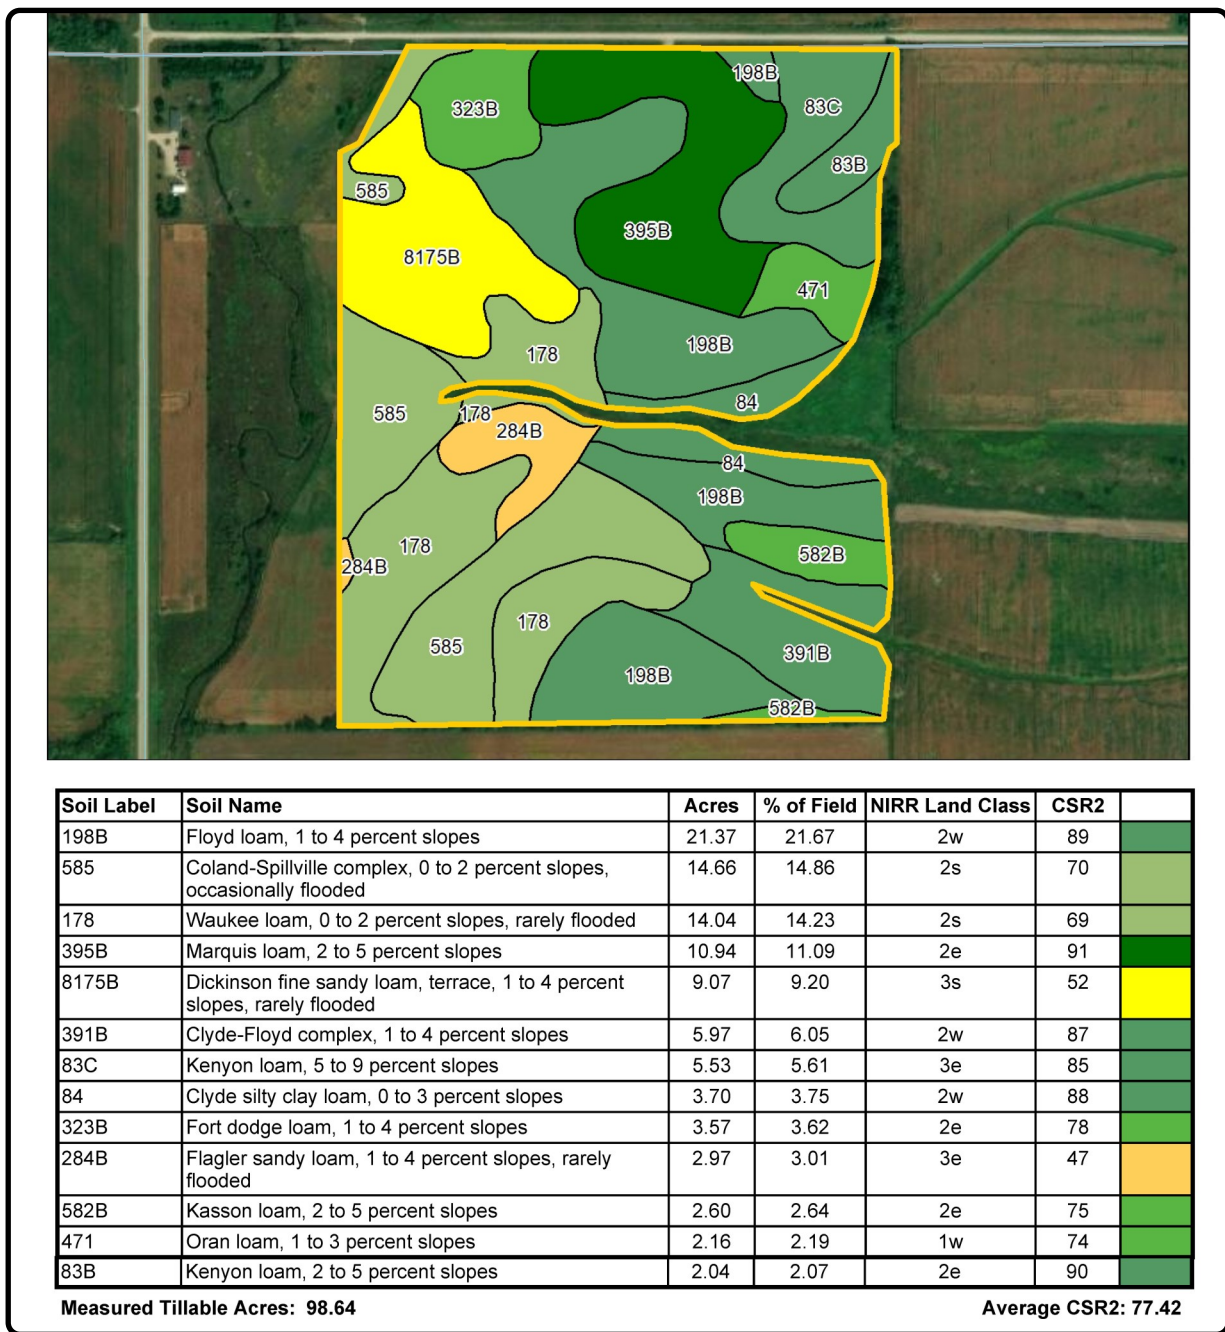 198B
323B
83C
83B
585
395B
8175B
471
198B
178
84
585
178
284B
84
198B
178
582B
284B
178
585
391B
198B
582B
Soil Label Soil Name Acres % of Field NIRR Land Class CSR2
198B Floyd loam, 1 to 4 percent slopes 21.37 21.67 2w 89
585 Coland-Spillville complex, 0 to 2 percent slopes, 14.66 14.86 2s 70
occasionally flooded
178 Waukee loam, 0 to 2 percent slopes, rarely flooded 14.04 14.23 2s 69
395B Marquis loam, 2 to 5 percent slopes 10.94 11.09 2e 91
8175B Dickinson fine sandy loam, terrace, 1 to 4 percent 9.07 9.20 3s 52
slopes, rarely flooded
391B Clyde-Floyd complex, 1 to 4 percent slopes 5.97 6.05 2w 87
83C Kenyon loam, 5 to 9 percent slopes 5.53 5.61 3e 85
84 Clyde silty clay loam, 0 to 3 percent slopes 3.70 3.75 2w 88
323B Fort dodge loam, 1 to 4 percent slopes 3.57 3.62 2e 78
284B Flagler sandy loam, 1 to 4 percent slopes, rarely 2.97 3.01 3e 47
flooded
582B Kasson loam, 2 to 5 percent slopes 2.60 2.64 2e 75
471 Oran loam, 1 to 3 percent slopes 2.16 2.19 1w 74
83B Kenyon loam, 2 to 5 percent slopes 2.04 2.07 2e 90
Measured Tillable Acres: 98.64 Average CSR2: 77.42